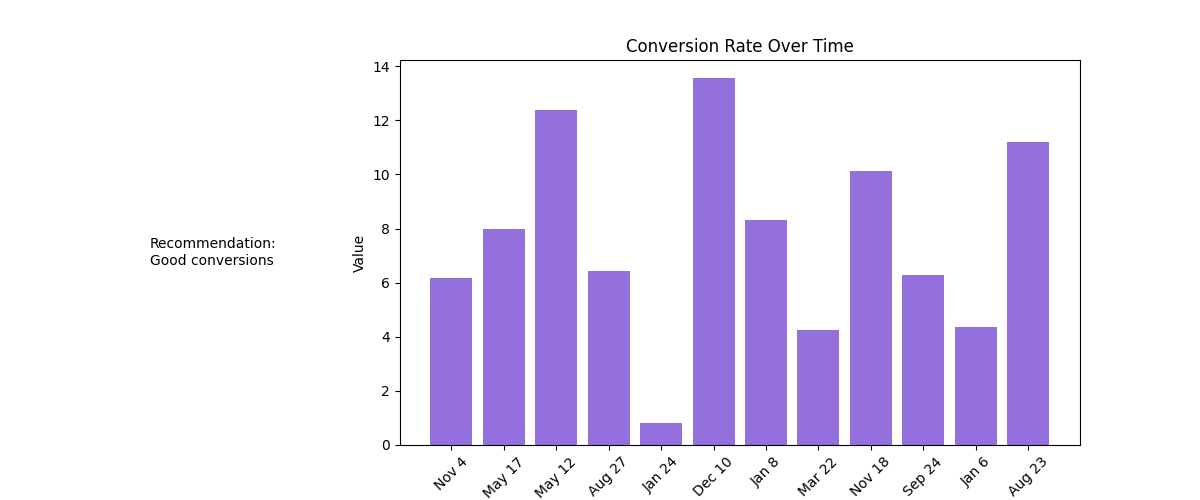 Conversion Rate Over Time
Recommendation:
Good conversions
Value
14
12
10
8
6
4
2
0
Nov 4
May 17
May 12
Aug 27
Jan 24
Dec 10
Jan 8
Mar 22
Nov 18
Sep 24
Jan 6
Aug 23